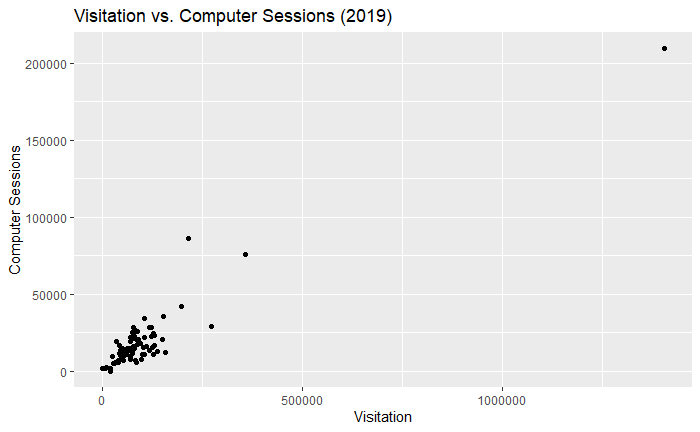 Visitation vs. Computer Sessions (2019)
200000
150000
100000
50000
0
Computer Sessions
0 500000 1000000
Visitation